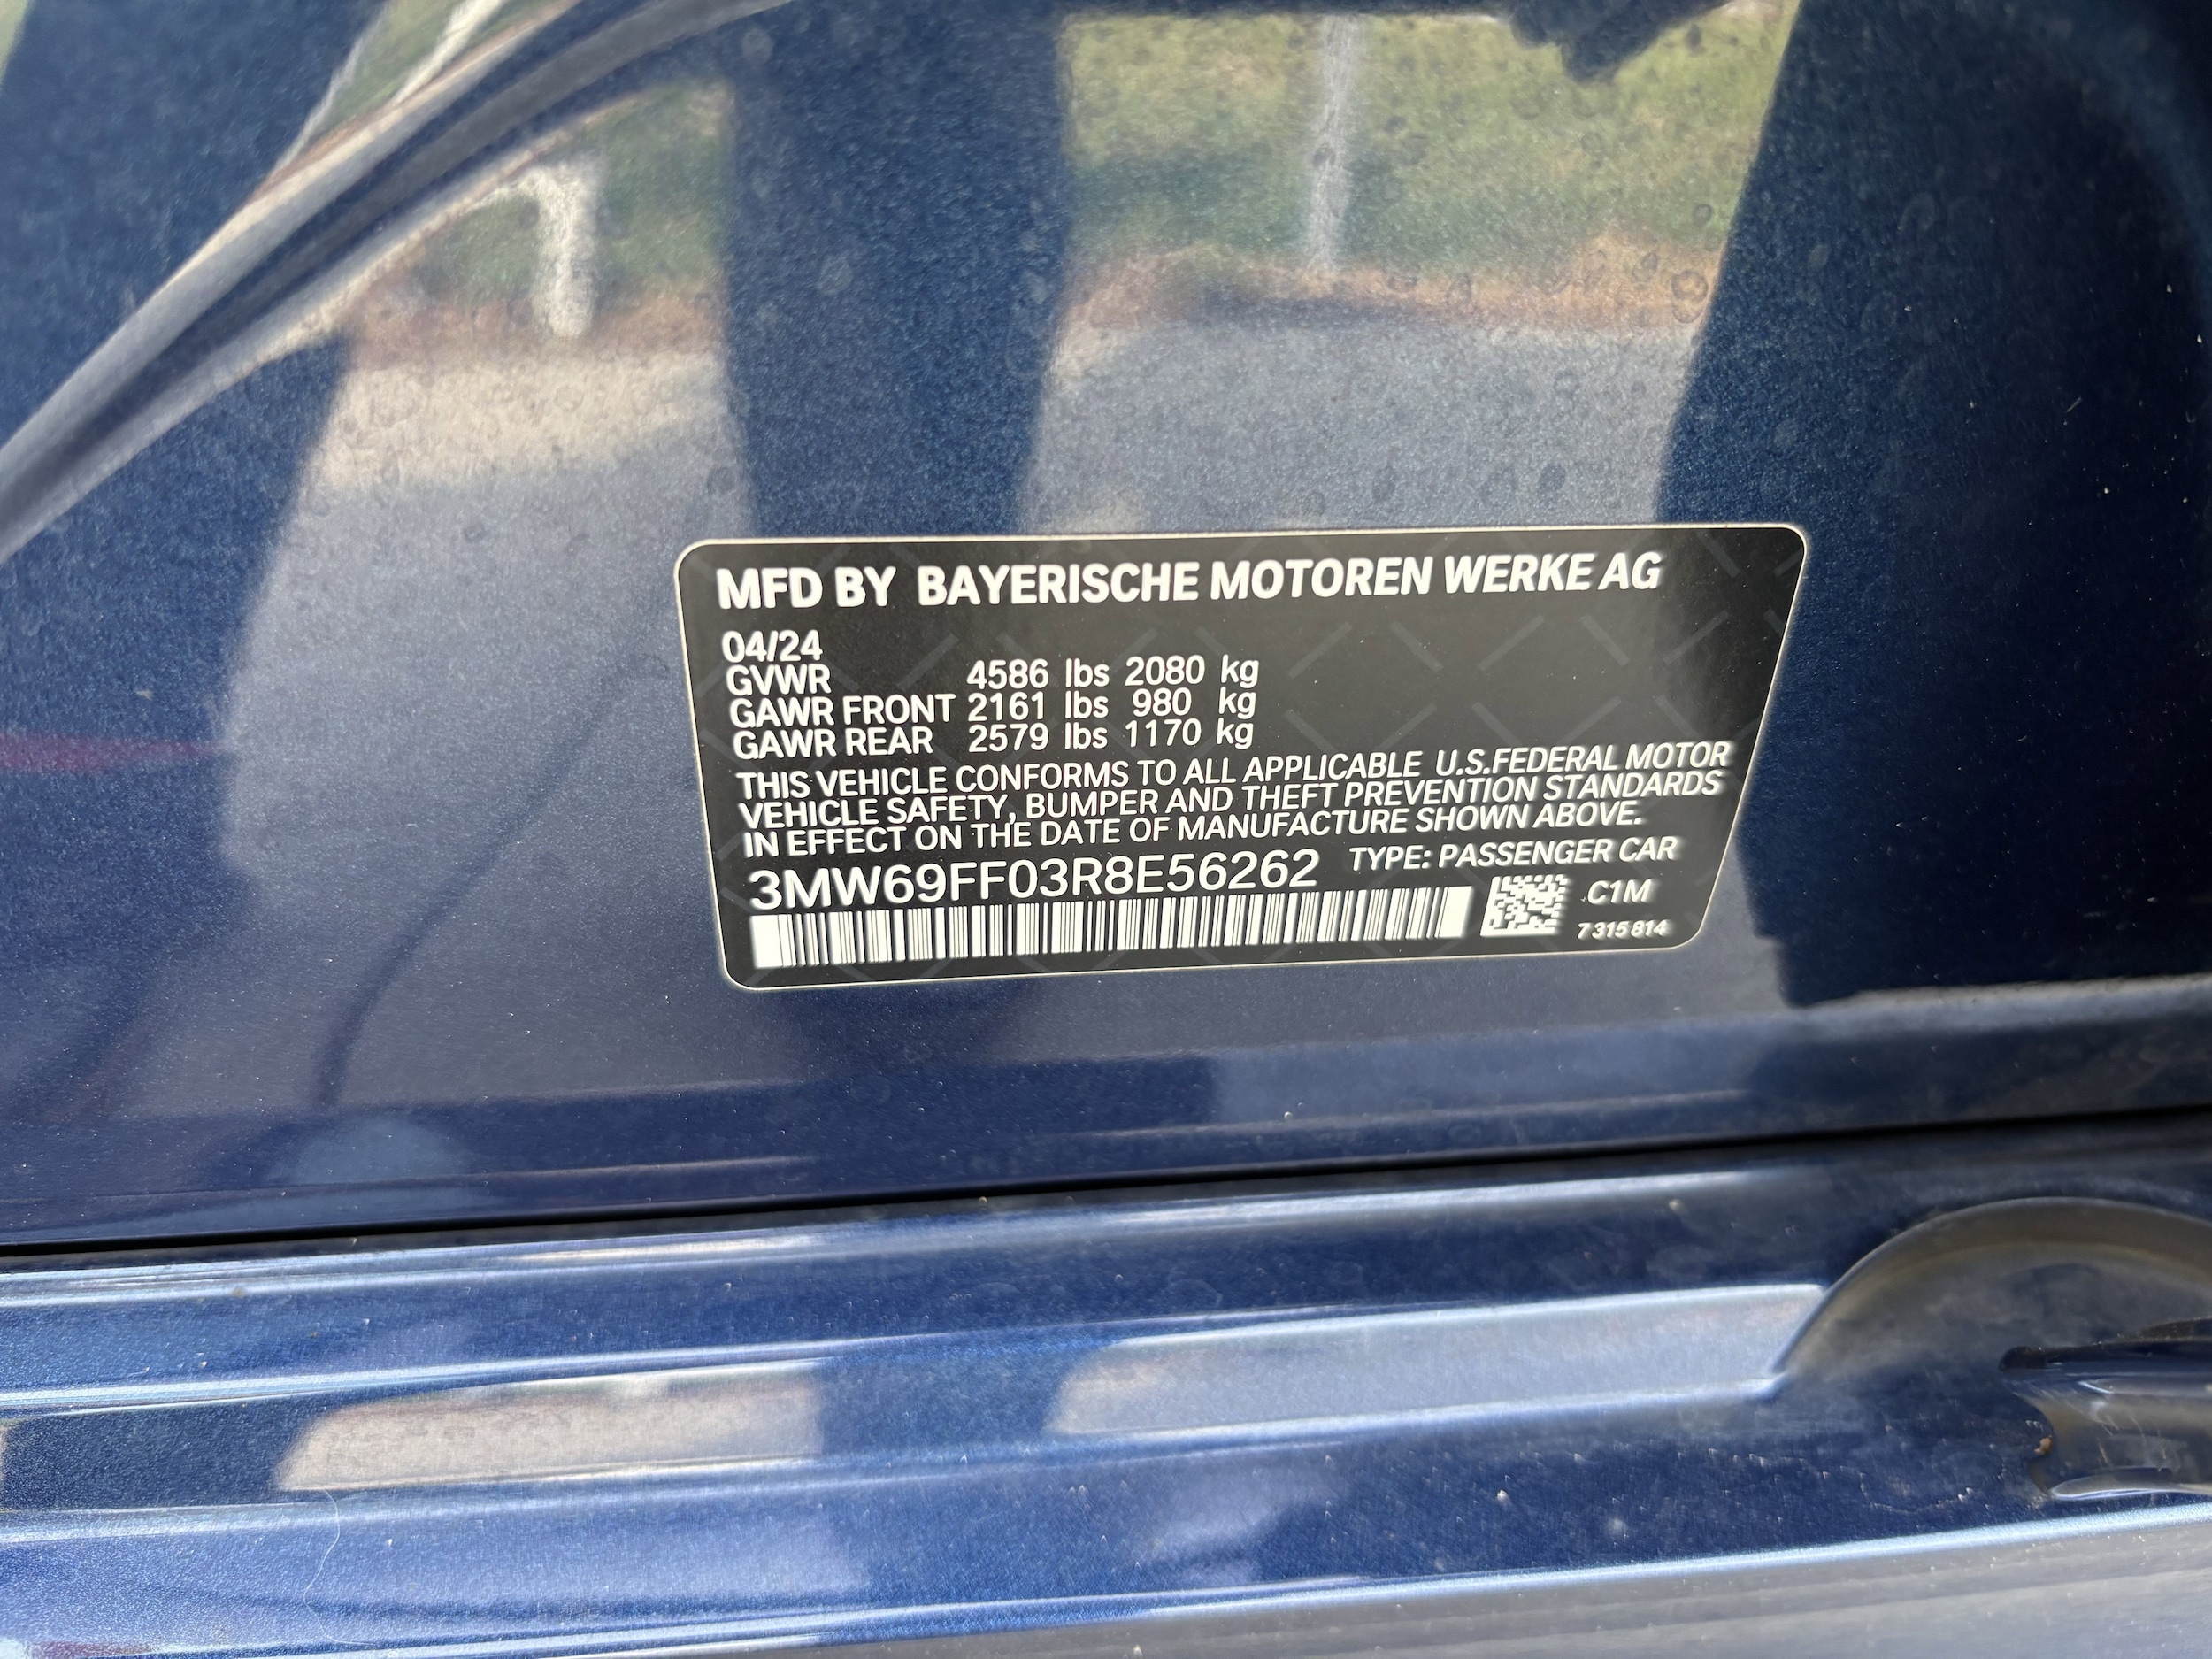 MFD BY BAYERISCHE MOTOREN WERKE AG
04/24
GVWR 4586 lbs 2080 kg
GAWR FRONT 2161 lbs 980 kg
GAWR REAR 2579 lbs 1170 kg
THIS VEHICLE CONFORMS TO ALL APPLICABLE U.S.FEDERAL MOTOR
VEHICLE SAFETY, BUMPER AND THEFT PREVENTION STANDARDS
IN EFFECT ON THE DATE OF MANUFACTURE SHOWN ABOVE.
3MW69FF03R8E56262 TYPE: PASSENGER CAR
C1M
7 315 814